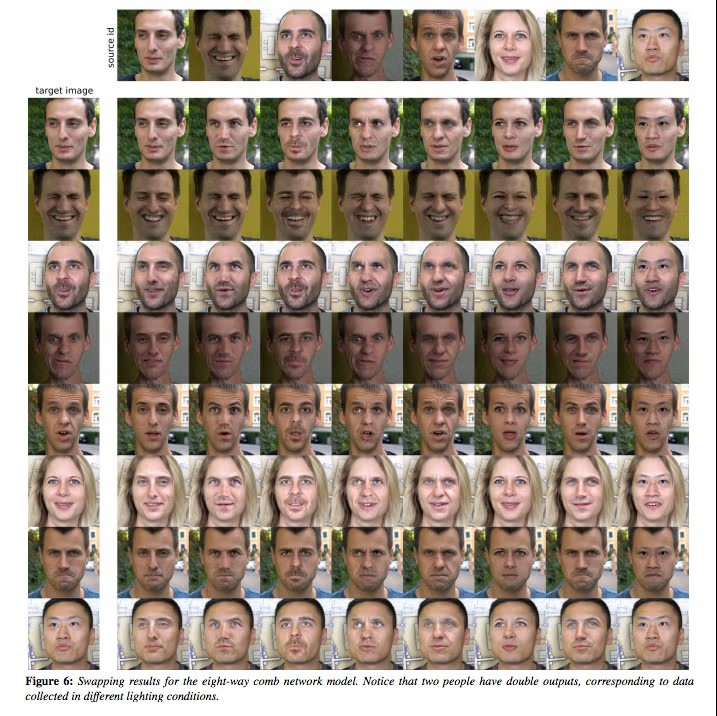 source id
target image
Figure 6: Swapping results for the eight-way comb network model. Notice that two people have double outputs, corresponding to data
collected in different lighting conditions.